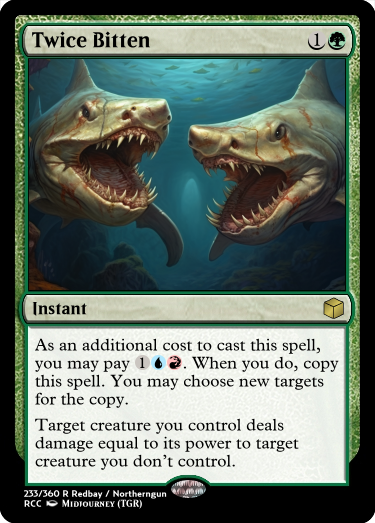 Twice Bitten 1
Instant
As an additional cost to cast this spell,
you may pay 1. When you do, copy
this spell. You may choose new targets
for the copy.
Target creature you control deals
damage equal to its power to target
creature you don't control.
233/360 R Redbay / Northerngun
RCC Midjourney (TGR)